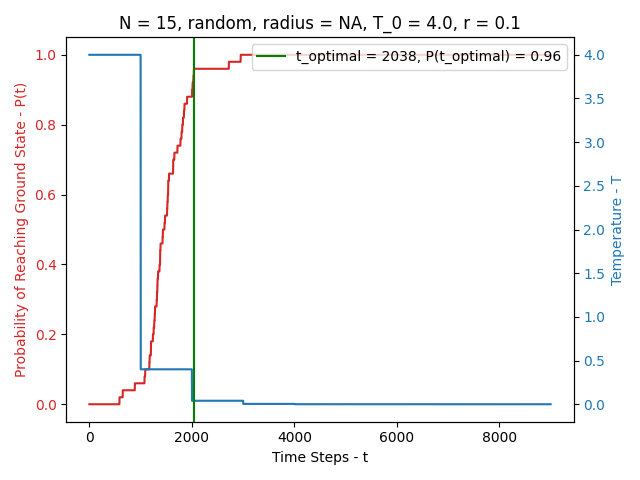 N = 15, random, radius = NA, T_0 = 4.0, r = 0.1
t_optimal = 2038, P(t_optimal) = 0.96
Probability of Reaching Ground State - P(t)
1.0
0.8
0.6
0.4
0.2
0.0
4.0
3.5
3.0
2.5
2.0
1.5
1.0
0.5
0.0
Temperature - T
0 2000 4000 6000 8000
Time Steps - t